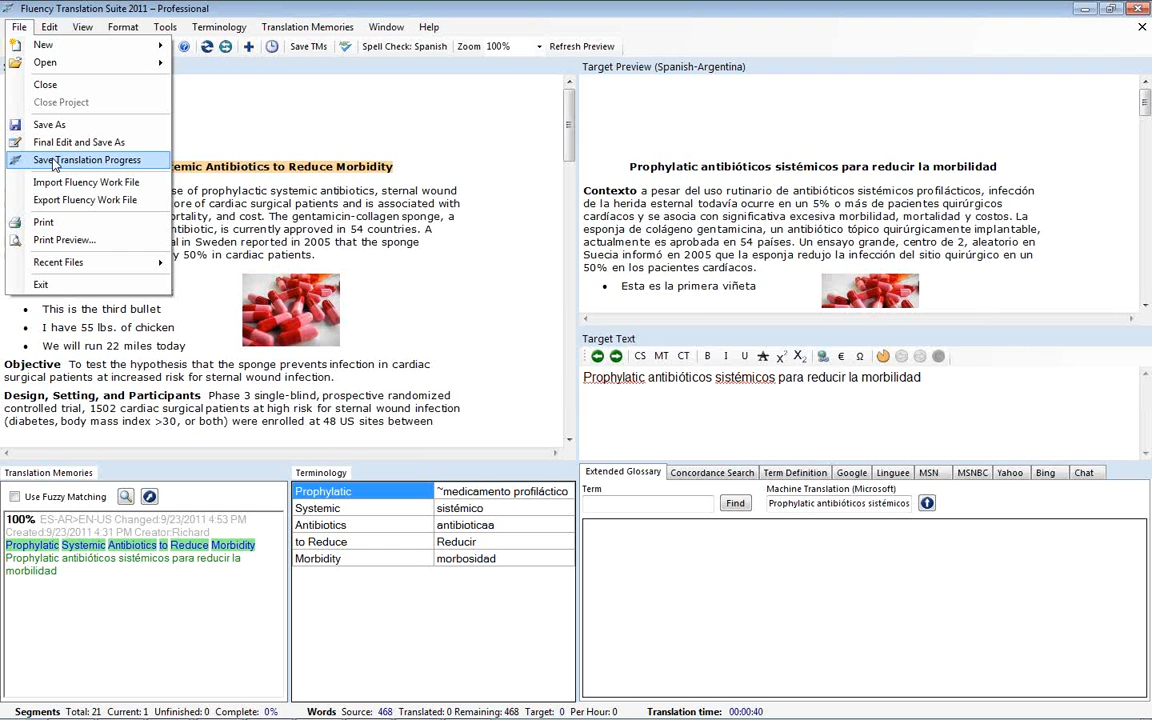 Fluency Translation Suite 2011 – Professional
File Edit View Format Tools Terminology Translation Memories Window Help
Save TMs Spell Check: Spanish Zoom 100% Refresh Preview
New
Open
Close
Close Project
Save As
Final Edit and Save As
Save Translation Progress
Import Fluency Work File
Export Fluency Work File
Print
Print Preview...
Recent Files
Exit
emic Antibiotics to Reduce Morbidity
se of prophylactic systemic antibiotics, sternal wound
ore of cardiac surgical patients and is associated with
ortality, and cost. The gentamicin-collagen sponge, a
ntibiotic, is currently approved in 54 countries. A
al in Sweden reported in 2005 that the sponge
y 50% in cardiac patients.
• This is the third bullet
• I have 55 lbs. of chicken
• We will run 22 miles today
Objective To test the hypothesis that the sponge prevents infection in cardiac
surgical patients at increased risk for sternal wound infection.
Design, Setting, and Participants Phase 3 single-blind, prospective randomized
controlled trial, 1502 cardiac surgical patients at high risk for sternal wound infection
(diabetes, body mass index >30, or both) were enrolled at 48 US sites between
Target Preview (Spanish-Argentina)
Prophylatic antibióticos sistémicos para reducir la morbilidad
Contexto a pesar del uso rutinario de antibióticos sistémicos profilácticos, infección
de la herida esternal todavía ocurre en un 5% o más de pacientes quirúrgicos
cardíacos y se asocia con significativa excesiva morbilidad, mortalidad y costos. La
esponja de colágeno gentamicina, un antibiótico tópico quirúrgicamente implantable,
actualmente es aprobada en 54 países. Un ensayo grande, centro de 2, aleatorio en
Suecia informó en 2005 que la esponja redujo la infección del sitio quirúrgico en un
50% en los pacientes cardíacos.
• Esta es la primera viñeta
Target Text
CS MT CT B I U A X² X₂ € Ω
Prophylatic antibióticos sistémicos para reducir la morbilidad
Translation Memories
Use Fuzzy Matching
100% ES-AR>EN-US Changed:9/23/2011 4:53 PM
Created:9/23/2011 4:31 PM Creator:Richard
Prophylatic Systemic Antibiotics to Reduce Morbidity
Prophylatic antibióticos sistémicos para reducir la
morbilidad
Terminology
Prophylatic ~medicamento profiláctico
Systemic sistémico
Antibiotics antibioticaa
to Reduce Reducir
Morbidity morbosidad
Extended Glossary Concordance Search Term Definition Google Linguee MSN MSNBC Yahoo Bing Chat
Term Machine Translation (Microsoft)
Find Prophylatic antibióticos sistémicos
Segments Total: 21 Current: 1 Unfinished: 0 Complete: 0% Words Source: 468 Translated: 0 Remaining: 468 Target: 0 Per Hour: 0 Translation time: 00:00:40